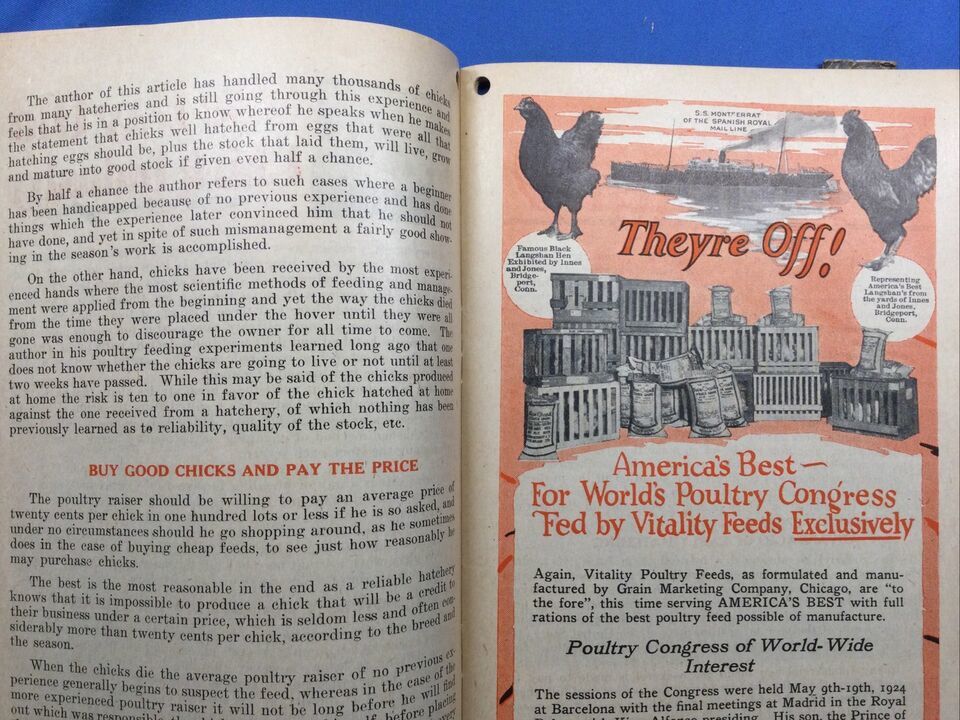 The author of this article has handled many thousands of chicks
from many hatcheries and is still going through this experience and
feels that he is in a position to know whereof he speaks when he makes
the statement that chicks well hatched from eggs that were all that
hatching eggs should be, plus the stock that laid them, will live, grow
and mature into good stock if given even half a chance.
By half a chance the author refers to such cases where a beginner
has been handicapped because of no previous experience and has done
things which the experience later convinced him that he should not
have done, and yet in spite of such mismanagement a fairly good show-
ing in the season's work is accomplished.
On the other hand, chicks have been received by the most experi-
enced hands where the most scientific methods of feeding and manage-
ment were applied from the beginning and yet the way the chicks died
from the time they were placed under the hover until they were all
gone was enough to discourage the owner for all time to come. The
author in his poultry feeding experiments learned long ago that one
does not know whether the chicks are going to live or not until at least
two weeks have passed. While this may be said of the chicks produced
at home the risk is ten to one in favor of the chick hatched at home
against the one received from a hatchery, of which nothing has been
previously learned as to reliability, quality of the stock, etc.
BUY GOOD CHICKS AND PAY THE PRICE
The poultry raiser should be willing to pay an average price of
twenty cents per chick in one hundred lots or less if he is so asked, and
under no circumstances should he go shopping around, as he sometimes
does in the case of buying cheap feeds, to see just how reasonably he
may purchase chicks.
The best is the most reasonable in the end as a reliable hatchery
knows that it is impossible to produce a chick that will be a credit to
their business under a certain price, which is seldom less and often con-
siderably more than twenty cents per chick, according to the breed and
the season.
When the chicks die the average poultry raiser of no previous ex-
perience generally begins to suspect the feed, whereas in the case of the
more experienced poultry raiser it will not be long before he will find
out which was responsible, before placing
S.S. MONTFERRAT
OF THE SPANISH ROYAL
MAIL LINE
Theyre Off!
Famous Black
Langshan Hen
Exhibited by Innes
and Jones,
Bridge-
port,
Conn.
Representing
America's Best
Langshan's from
the yards of Innes
and Jones,
Bridgeport,
Conn.
America's Best—
For World's Poultry Congress
Fed by Vitality Feeds Exclusively
Again, Vitality Poultry Feeds, as formulated and manu-
factured by Grain Marketing Company, Chicago, are "to
the fore", this time serving AMERICA'S BEST with full
rations of the best poultry feed possible of manufacture.
Poultry Congress of World-Wide
Interest
The sessions of the Congress were held May 9th-19th, 1924
at Barcelona with the final meetings at Madrid in the Royal
Alfonso presiding. His son, the Prince of